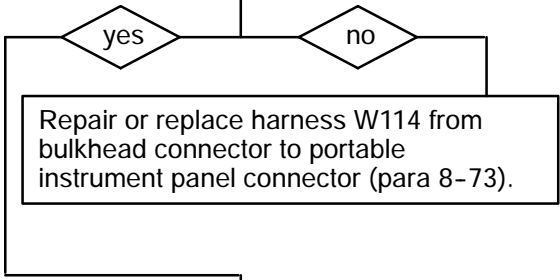 yes
no
Repair or replace harness W114 from
bulkhead connector to portable
instrument panel connector (para 8-73).